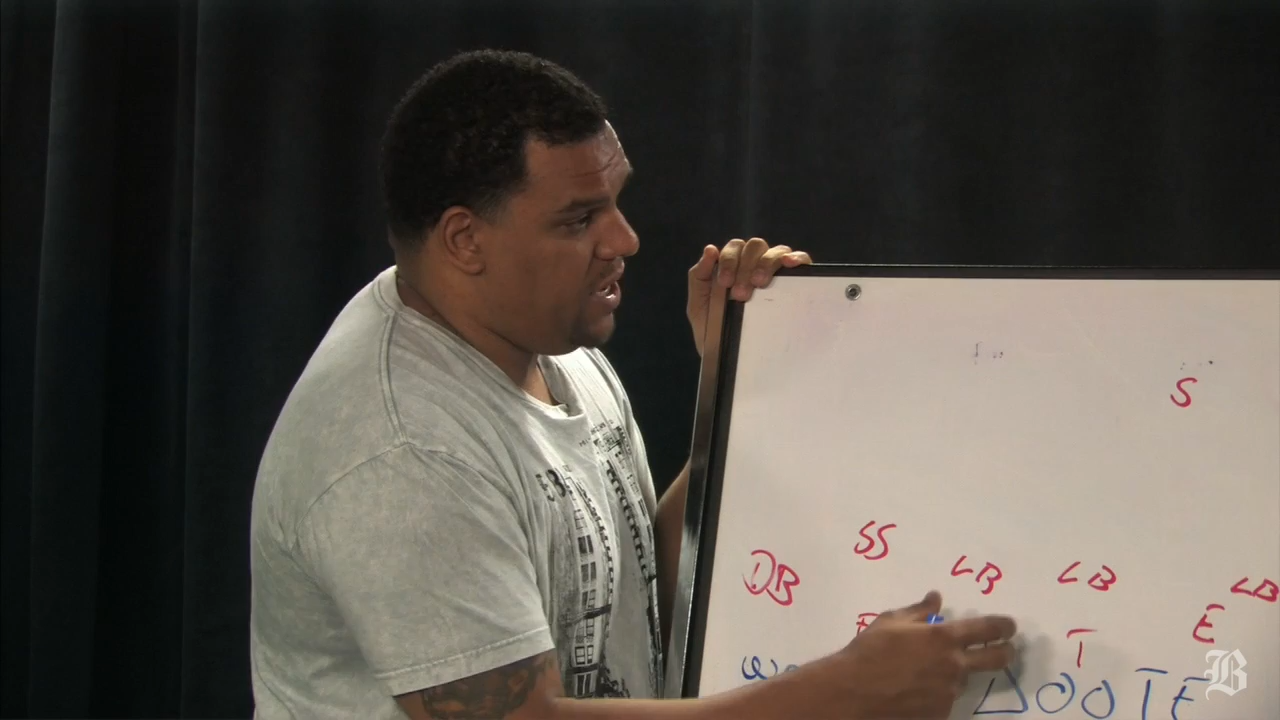 S
SS
DB LB LB LB
E T E
Δ O O T E
B